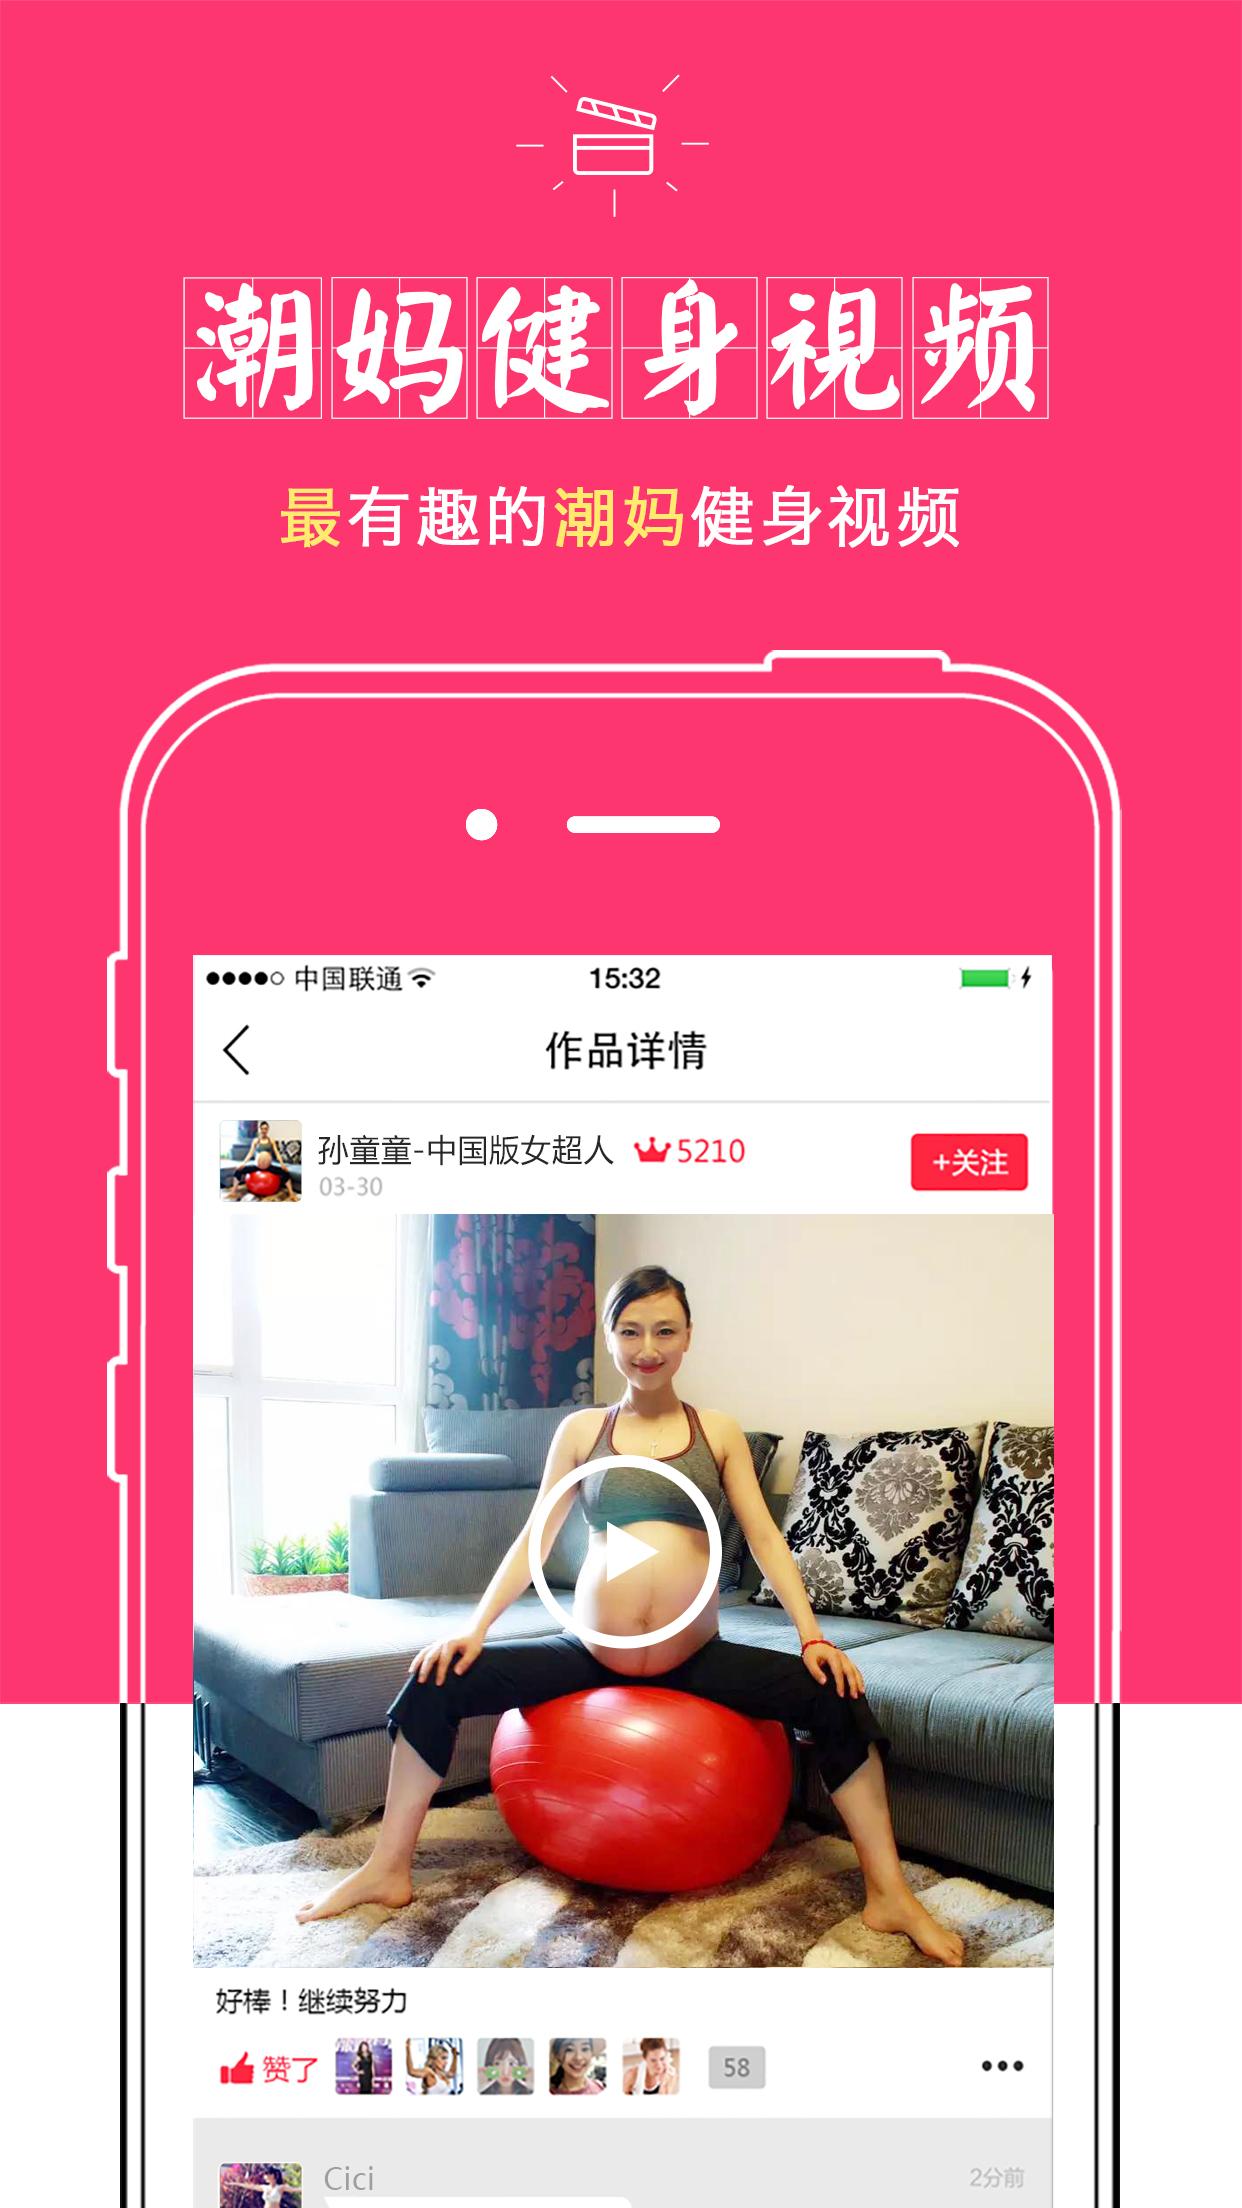 潮妈健身視频
最有趣的潮妈健身视频
中国联通 15:32
作品详情
孙童童-中国版女超人 5210
03-30
+关注
好棒！继续努力
赞了 58
Cici 2分前